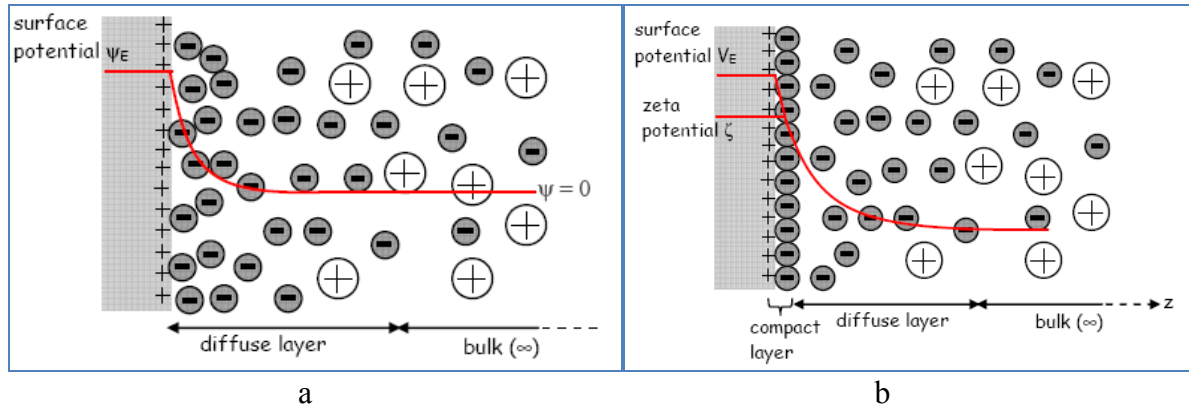 surface
potential ψE
ψ = 0
diffuse layer
bulk (∞)
a
surface
potential VE
zeta
potential ζ
z
compact
layer
diffuse layer
bulk (∞)
b